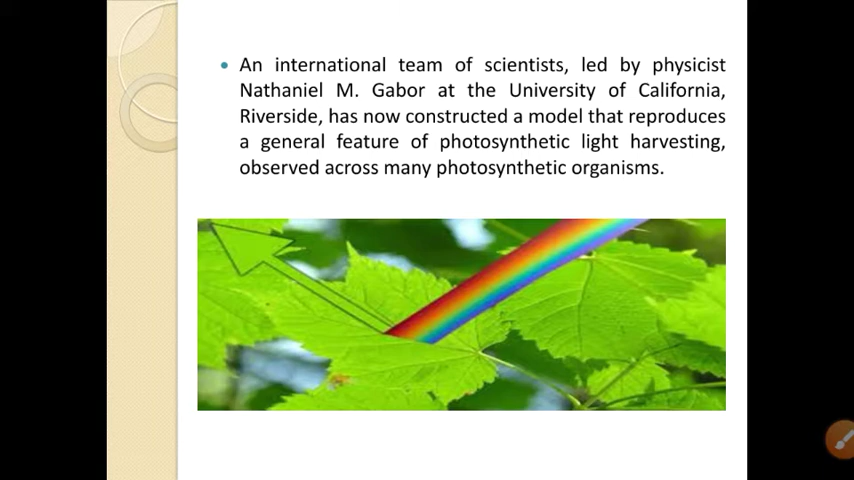 • An international team of scientists, led by physicist
Nathaniel M. Gabor at the University of California,
Riverside, has now constructed a model that reproduces
a general feature of photosynthetic light harvesting,
observed across many photosynthetic organisms.